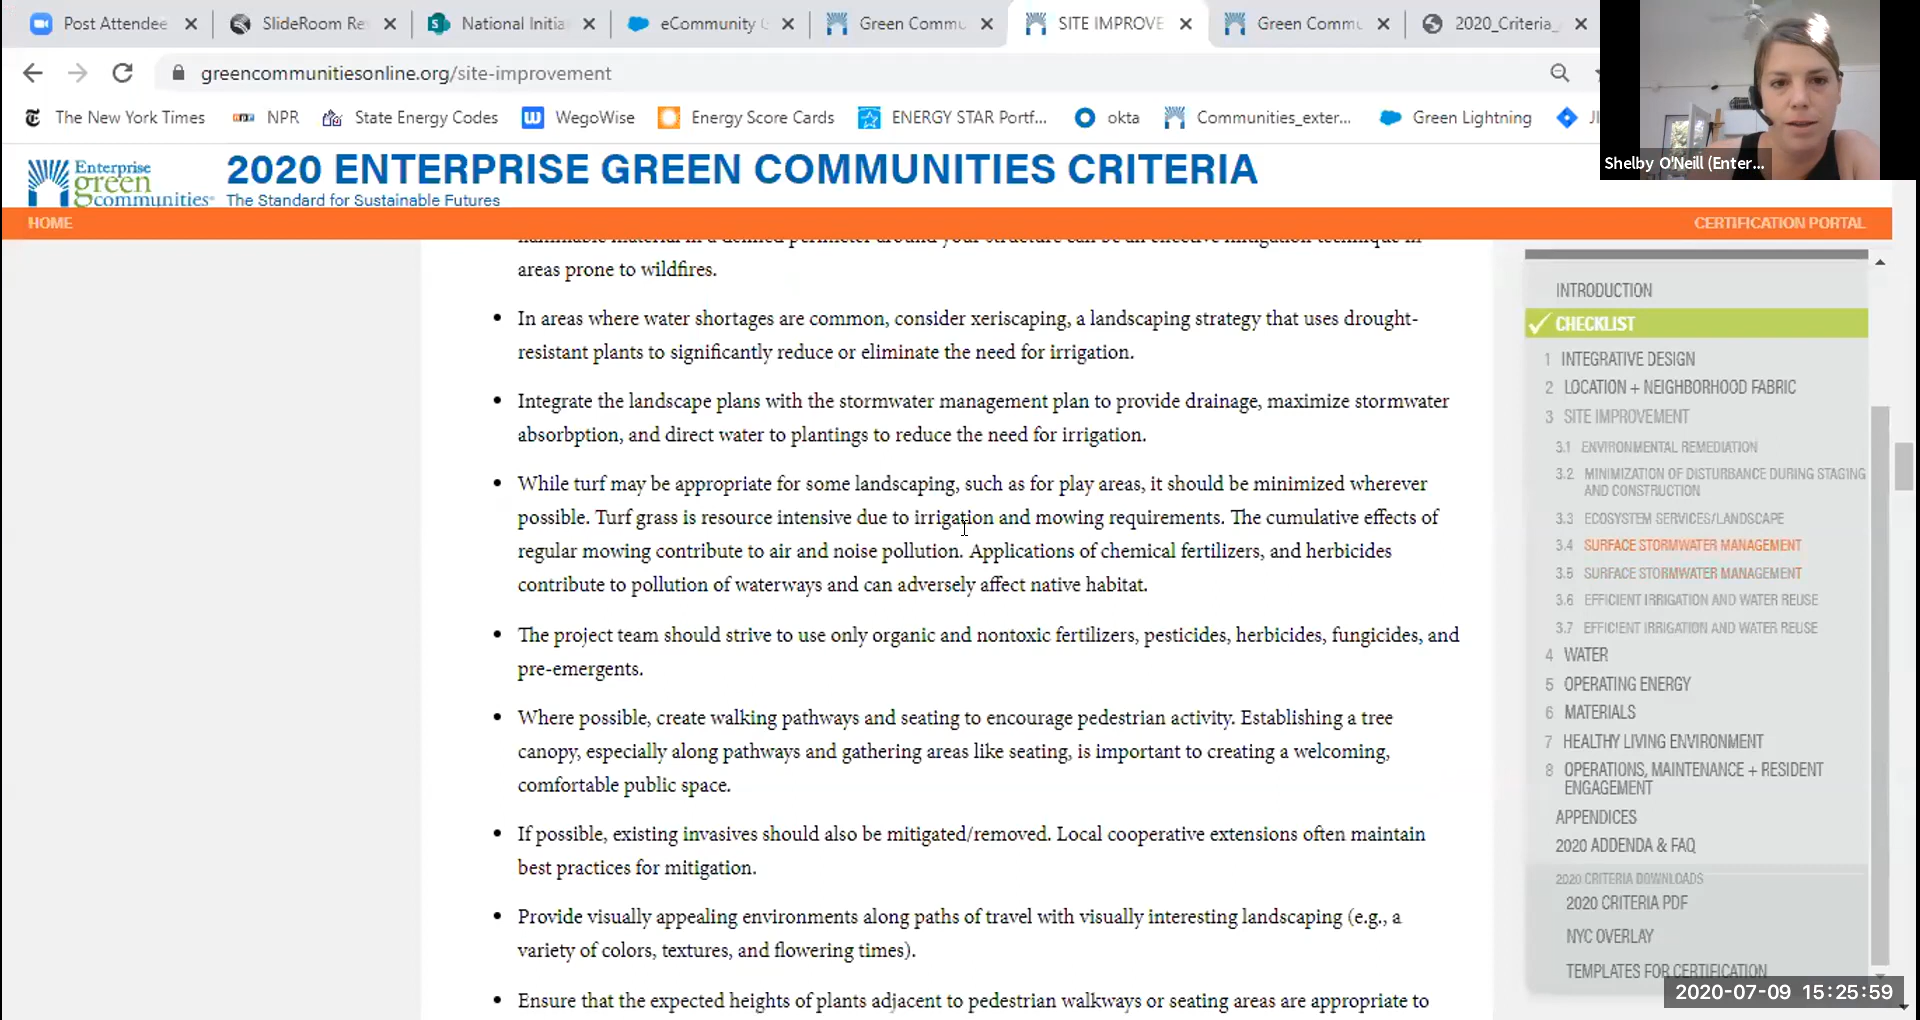 Post Attendee
SlideRoom Re
National Initia
eCommunity
Green Commu
SITE IMPROVE
Green Commu
2020_Criteria_
greencommunitiesonline.org/site-improvement
The New York Times
NPR
State Energy Codes
WegoWise
Energy Score Cards
ENERGY STAR Portf...
okta
Communities_exter...
Green Lightning
Shelby O'Neill (Enter...
Enterprise
green
communities
2020 ENTERPRISE GREEN COMMUNITIES CRITERIA
The Standard for Sustainable Futures
HOME
CERTIFICATION PORTAL
flammable material in a defined perimeter around your structure can be an effective mitigation technique in
areas prone to wildfires.
• In areas where water shortages are common, consider xeriscaping, a landscaping strategy that uses drought-
resistant plants to significantly reduce or eliminate the need for irrigation.
• Integrate the landscape plans with the stormwater management plan to provide drainage, maximize stormwater
absorbption, and direct water to plantings to reduce the need for irrigation.
• While turf may be appropriate for some landscaping, such as for play areas, it should be minimized wherever
possible. Turf grass is resource intensive due to irrigation and mowing requirements. The cumulative effects of
regular mowing contribute to air and noise pollution. Applications of chemical fertilizers, and herbicides
contribute to pollution of waterways and can adversely affect native habitat.
• The project team should strive to use only organic and nontoxic fertilizers, pesticides, herbicides, fungicides, and
pre-emergents.
• Where possible, create walking pathways and seating to encourage pedestrian activity. Establishing a tree
canopy, especially along pathways and gathering areas like seating, is important to creating a welcoming,
comfortable public space.
• If possible, existing invasives should also be mitigated/removed. Local cooperative extensions often maintain
best practices for mitigation.
• Provide visually appealing environments along paths of travel with visually interesting landscaping (e.g., a
variety of colors, textures, and flowering times).
• Ensure that the expected heights of plants adjacent to pedestrian walkways or seating areas are appropriate to
INTRODUCTION
CHECKLIST
1 INTEGRATIVE DESIGN
2 LOCATION + NEIGHBORHOOD FABRIC
3 SITE IMPROVEMENT
3.1 ENVIRONMENTAL REMEDIATION
3.2 MINIMIZATION OF DISTURBANCE DURING STAGING
AND CONSTRUCTION
3.3 ECOSYSTEM SERVICES/LANDSCAPE
3.4 SURFACE STORMWATER MANAGEMENT
3.5 SURFACE STORMWATER MANAGEMENT
3.6 EFFICIENT IRRIGATION AND WATER REUSE
3.7 EFFICIENT IRRIGATION AND WATER REUSE
4 WATER
5 OPERATING ENERGY
6 MATERIALS
7 HEALTHY LIVING ENVIRONMENT
8 OPERATIONS, MAINTENANCE + RESIDENT
ENGAGEMENT
APPENDICES
2020 ADDENDA & FAQ
2020 CRITERIA DOWNLOADS
2020 CRITERIA PDF
NYC OVERLAY
TEMPLATES FOR CERTIFICATION
2020-07-09 15:25:59